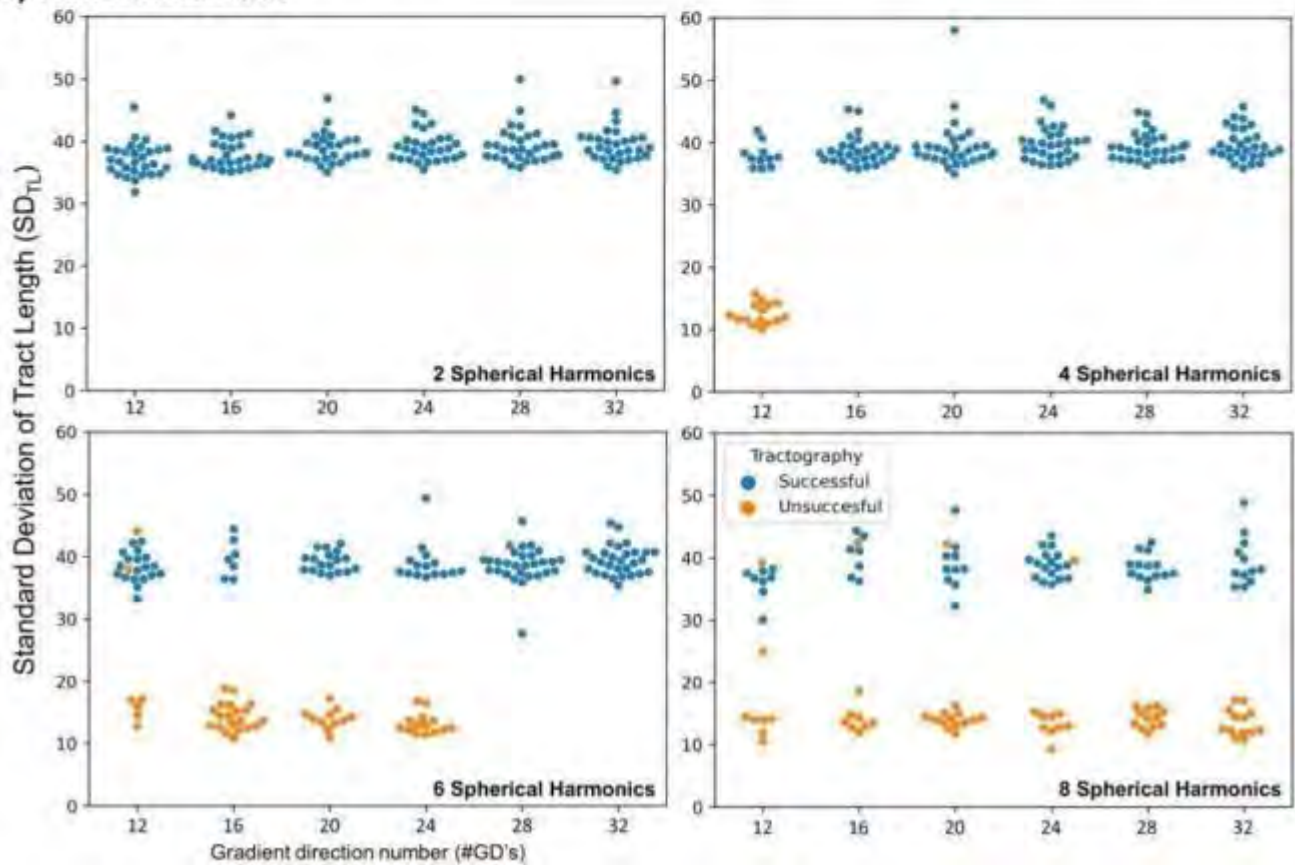 Standard Deviation of Tract Length (SD_TL)
60
50
40
30
20
10
0
12 16 20 24 28 32
2 Spherical Harmonics
60
50
40
30
20
10
0
12 16 20 24 28 32
4 Spherical Harmonics
60
50
40
30
20
10
0
12 16 20 24 28 32
6 Spherical Harmonics
60
50
40
30
20
10
0
12 16 20 24 28 32
8 Spherical Harmonics
Tractography
Successful
Unsuccesful
Gradient direction number (#GD's)